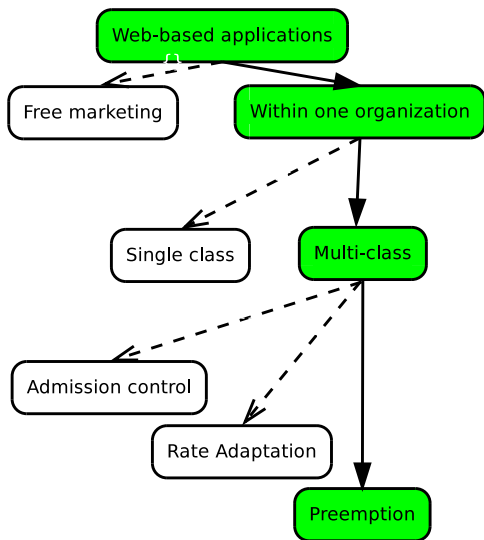 Web-based applications
{}
Free marketing
Within one organization
Single class
Multi-class
Admission control
Rate Adaptation
Preemption